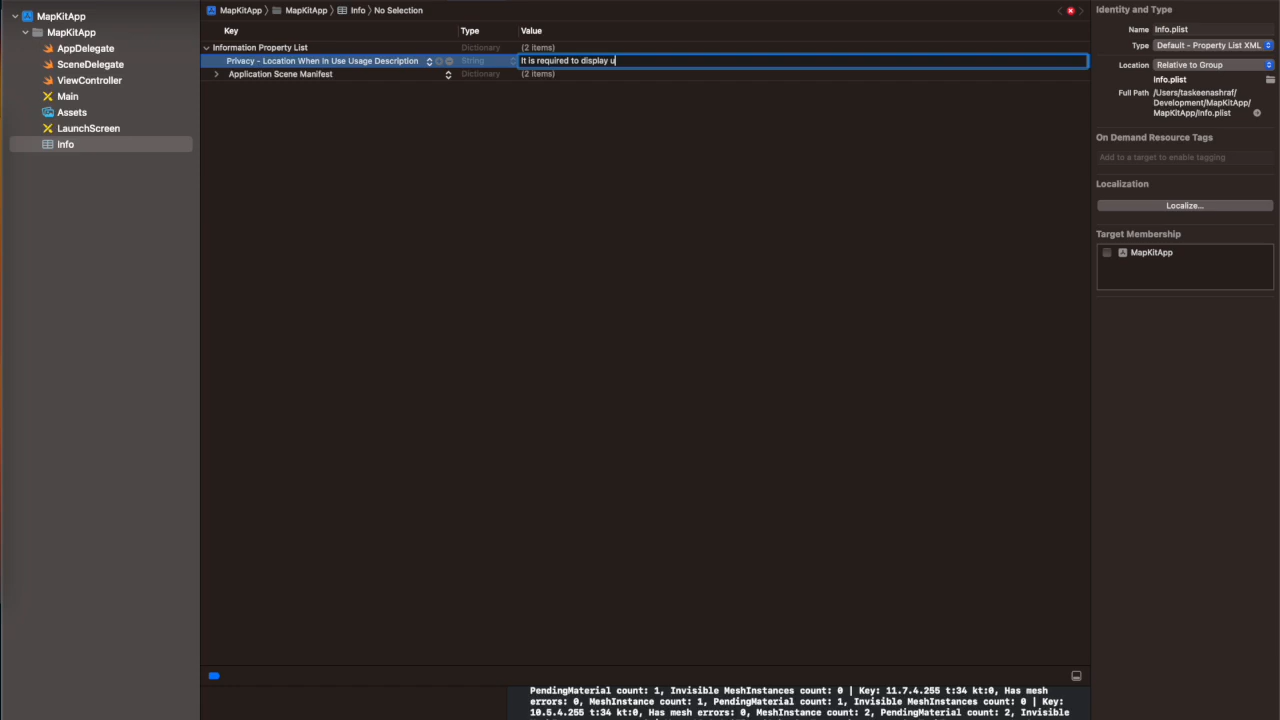 MapKitApp
MapKitApp
AppDelegate
SceneDelegate
ViewController
Main
Assets
LaunchScreen
Info
MapKitApp 〉 MapKitApp 〉 Info 〉 No Selection
Key Type Value
Information Property List Dictionary (2 items)
Privacy - Location When In Use Usage Description String It is required to display u
Application Scene Manifest Dictionary (2 items)
Identity and Type
Name Info.plist
Type Default - Property List XML
Location Relative to Group
Info.plist
Full Path /Users/taskeenashraf/
Development/MapKitApp/
MapKitApp/Info.plist
On Demand Resource Tags
Add to a target to enable tagging
Localization
Localize...
Target Membership
MapKitApp
PendingMaterial count: 1, Invisible MeshInstances count: 0 | Key: 11.7.4.255 t:34 kt:0, Has mesh
errors: 0, MeshInstance count: 1, PendingMaterial count: 1, Invisible MeshInstances count: 0 | Key:
10.5.4.255 t:34 kt:0, Has mesh errors: 0, MeshInstance count: 2, PendingMaterial count: 2, Invisible